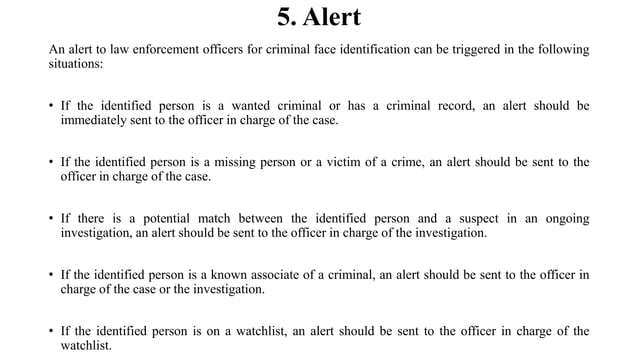 5. Alert
An alert to law enforcement officers for criminal face identification can be triggered in the following
situations:
• If the identified person is a wanted criminal or has a criminal record, an alert should be
immediately sent to the officer in charge of the case.
• If the identified person is a missing person or a victim of a crime, an alert should be sent to the
officer in charge of the case.
• If there is a potential match between the identified person and a suspect in an ongoing
investigation, an alert should be sent to the officer in charge of the investigation.
• If the identified person is a known associate of a criminal, an alert should be sent to the officer in
charge of the case or the investigation.
• If the identified person is on a watchlist, an alert should be sent to the officer in charge of the
watchlist.